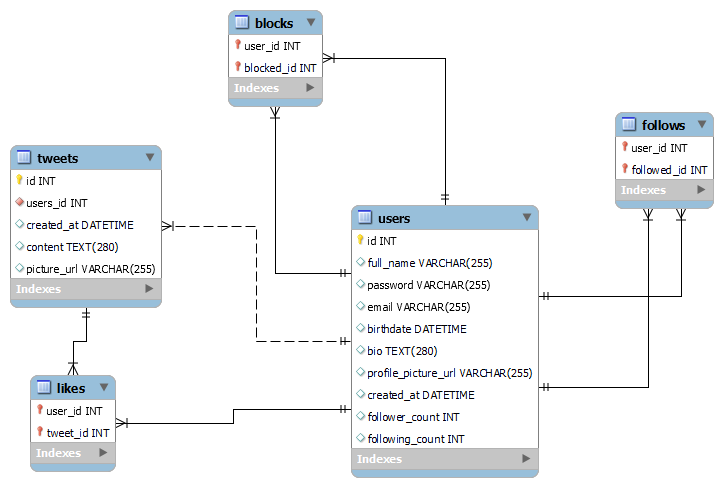 blocks
user_id INT
blocked_id INT
Indexes
tweets
id INT
users_id INT
created_at DATETIME
content TEXT(280)
picture_url VARCHAR(255)
Indexes
follows
user_id INT
followed_id INT
Indexes
users
id INT
full_name VARCHAR(255)
password VARCHAR(255)
email VARCHAR(255)
birthdate DATETIME
bio TEXT(280)
profile_picture_url VARCHAR(255)
created_at DATETIME
follower_count INT
following_count INT
Indexes
likes
user_id INT
tweet_id INT
Indexes